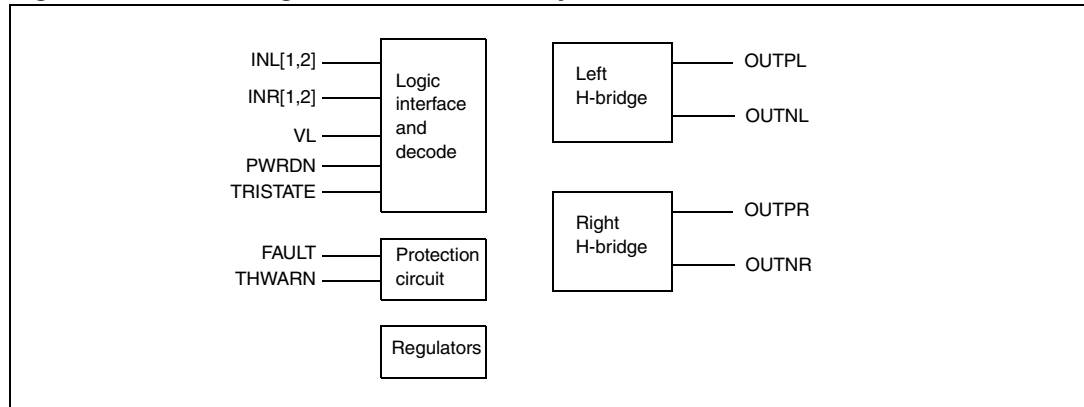 INL[1,2]
INR[1,2]
VL
PWRDN
TRISTATE
Logic
interface
and
decode
FAULT
THWARN
Protection
circuit
Regulators
Left
H-bridge
OUTPL
OUTNL
Right
H-bridge
OUTPR
OUTNR